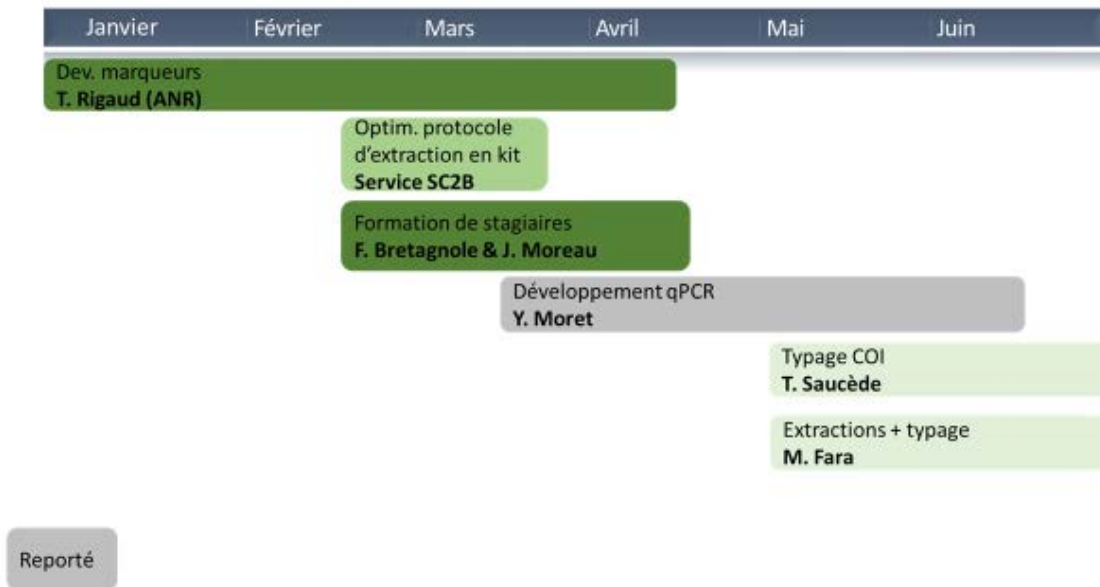 Janvier Février Mars Avril Mai Juin
Dev. marqueurs
T. Rigaud (ANR)
Optim. protocole
d'extraction en kit
Service SC2B
Formation de stagiaires
F. Bretagnole & J. Moreau
Développement qPCR
Y. Moret
Typage COI
T. Saucède
Extractions + typage
M. Fara
Reporté